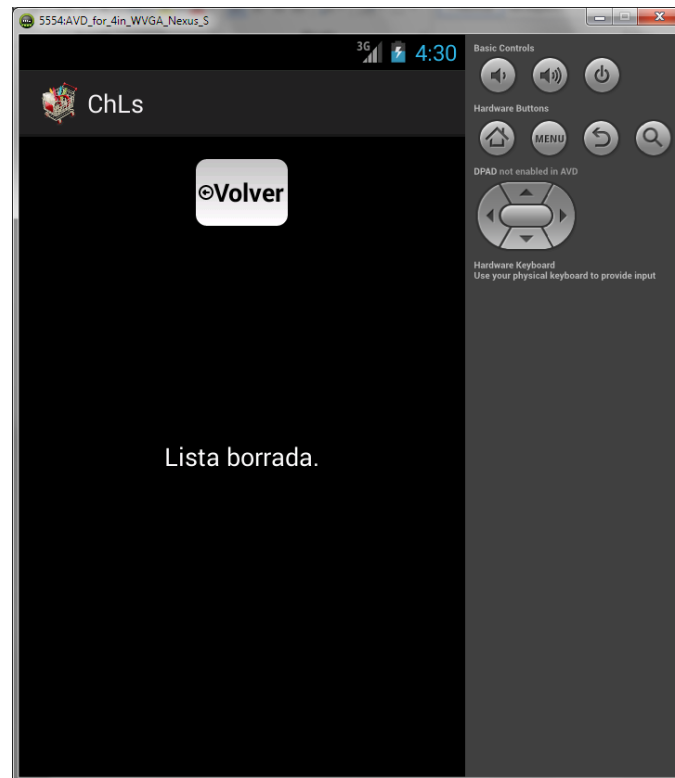 5554:AVD_for_4in_WVGA_Nexus_S
3G 4:30
ChLs
Volver
Lista borrada.
Basic Controls
Hardware Buttons
MENU
DPAD not enabled in AVD
Hardware Keyboard
Use your physical keyboard to provide input